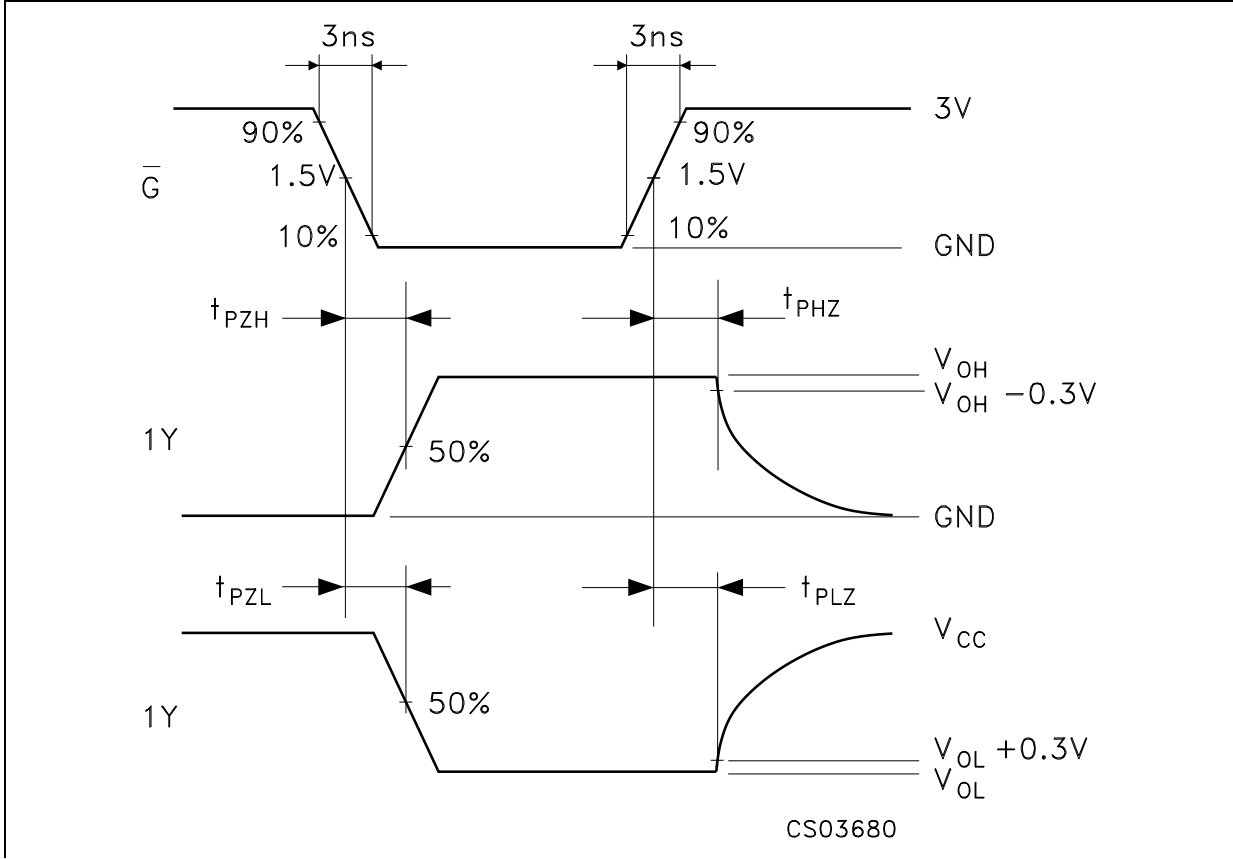 3ns 3ns
3V
90% 90%
G̅ 1.5V 1.5V
10% 10%
GND
tPZH tPHZ
VOH
VOH −0.3V
1Y 50%
GND
tPZL tPLZ
VCC
50%
1Y
VOL +0.3V
VOL
CS03680